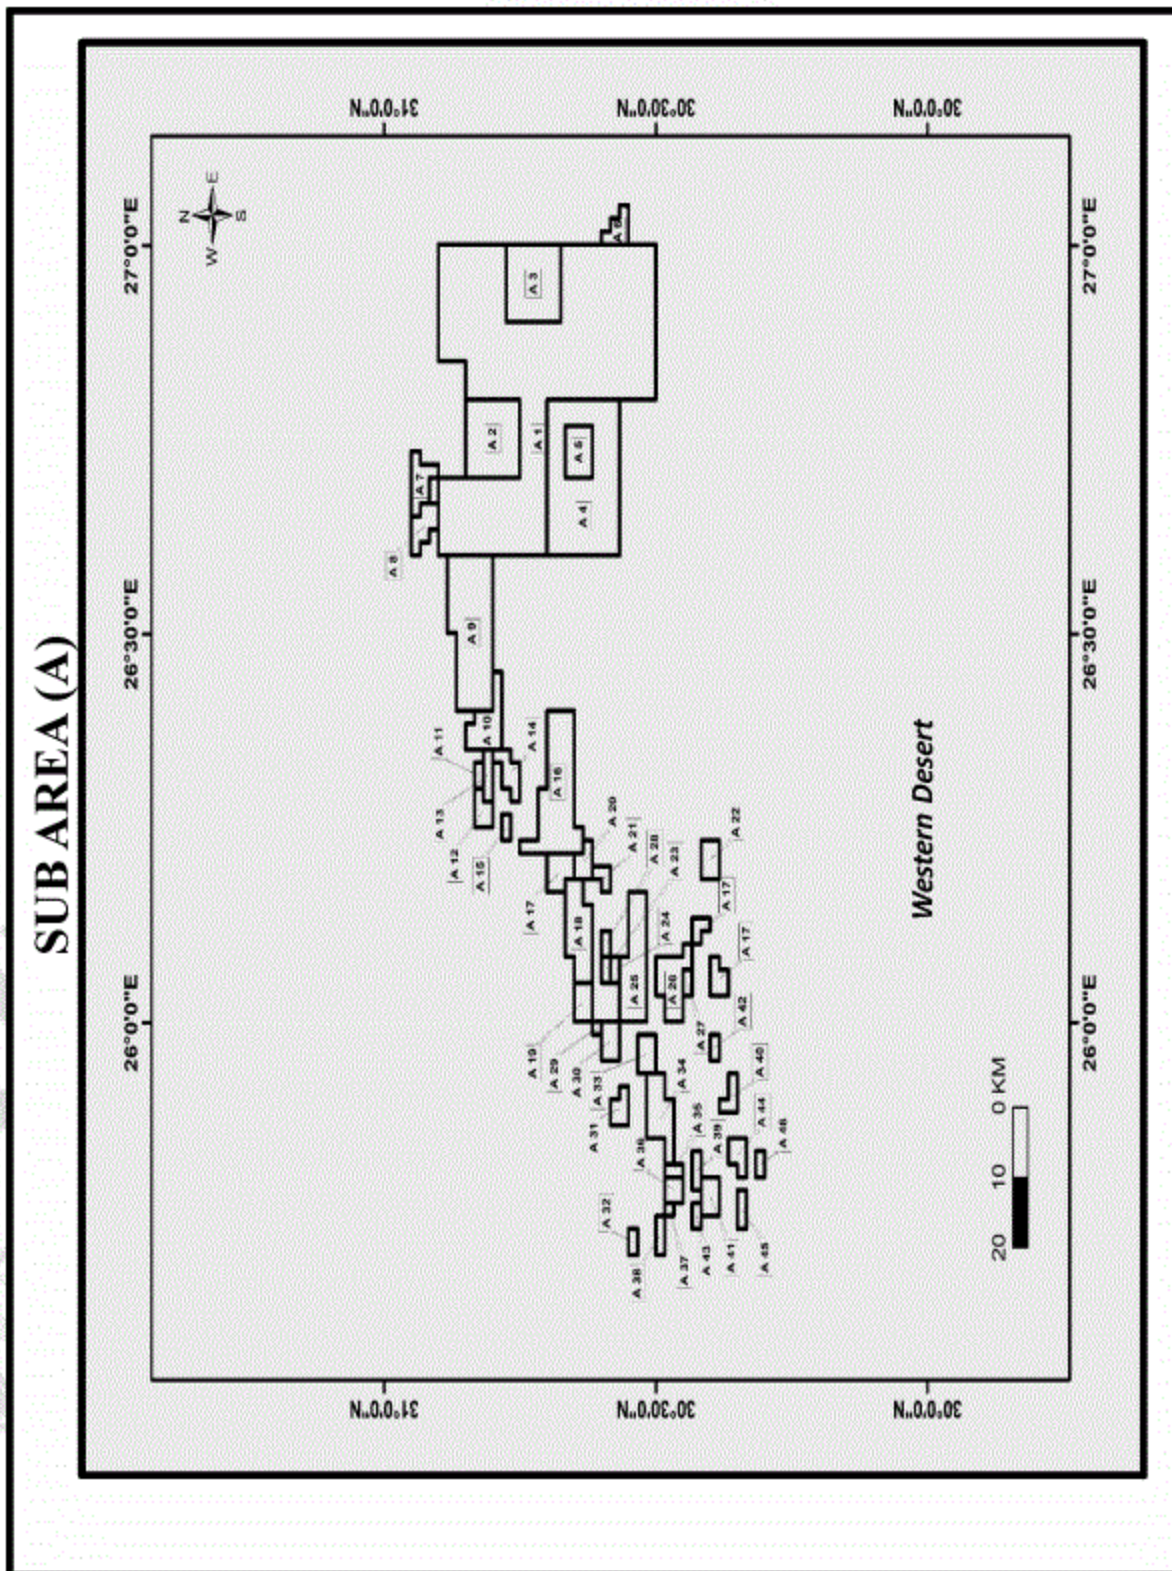 SUB AREA (A)
26°0'0"E
26°30'0"E
27°0'0"E
31°0'0"N
31°0'0"N
30°30'0"N
30°30'0"N
30°0'0"N
30°0'0"N
N
E
S
W
A 8
A 7
A 6
A 3
A 2
A 1
A 5
A 4
A 9
A 11
A 10
A 14
A 13
A 12
A 15
A 16
A 20
A 21
A 17
A 18
A 28
A 23
A 22
A 24
A 17
A 17
A 25
A 26
A 19
A 29
A 30
A 27
A 42
A 33
A 31
A 34
A 40
A 35
A 44
A 36
A 39
A 46
A 32
A 38
A 37
A 43
A 41
A 45
Western Desert
20
10
0 KM
26°0'0"E
26°30'0"E
27°0'0"E